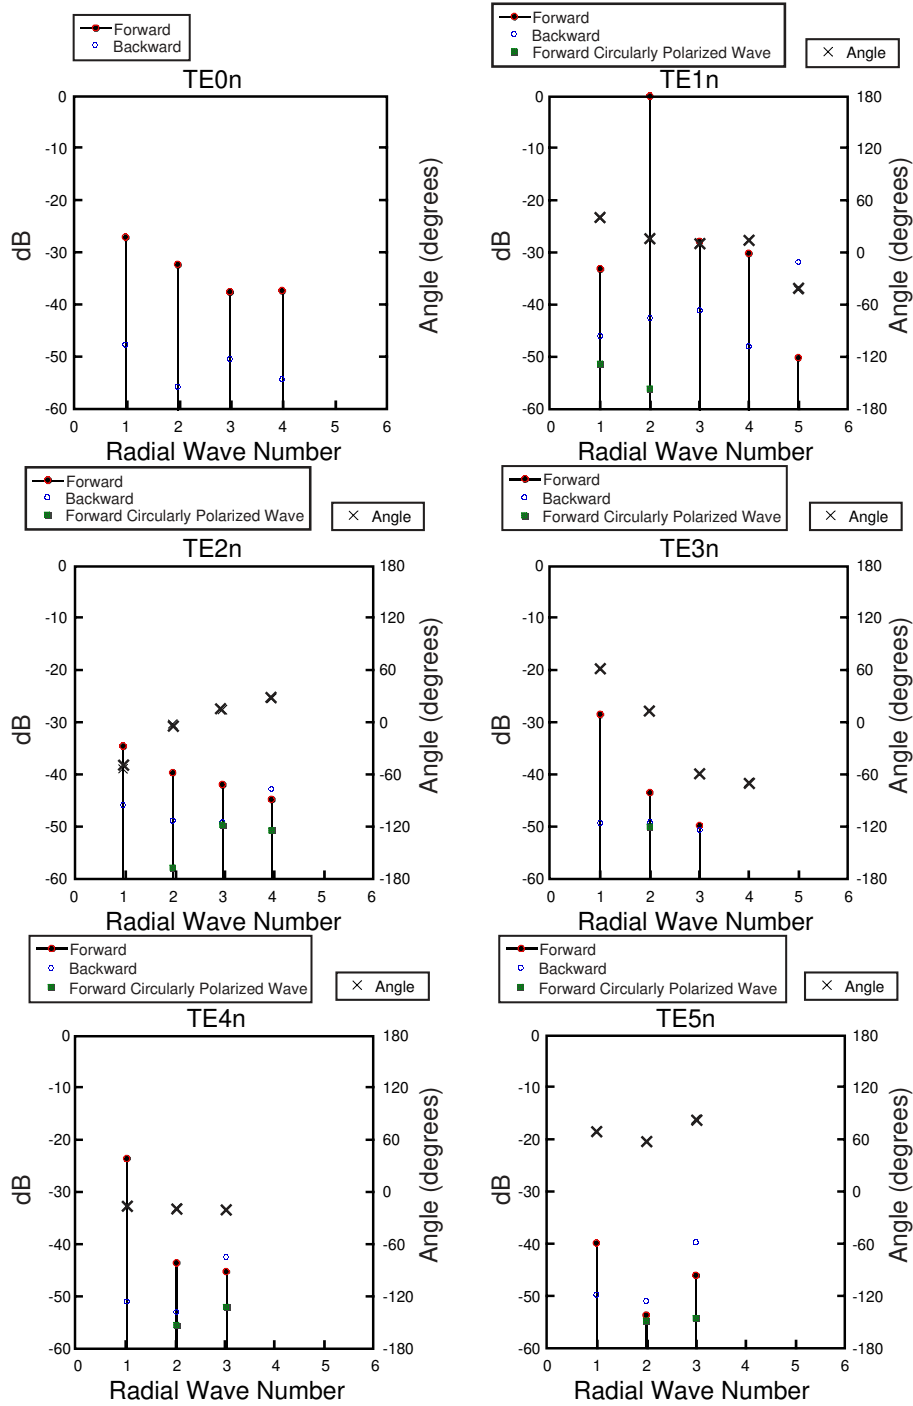 Forward
Backward
TE0n
0
-10
-20
-30
-40
-50
-60
dB
0 1 2 3 4 5 6
Radial Wave Number
Angle (degrees)
Forward
Backward
Forward Circularly Polarized Wave
Angle
TE1n
0
-10
-20
-30
-40
-50
-60
dB
180
120
60
0
-60
-120
-180
0 1 2 3 4 5 6
Radial Wave Number
Angle (degrees)
Forward
Backward
Forward Circularly Polarized Wave
Angle
TE2n
0
-10
-20
-30
-40
-50
-60
dB
180
120
60
0
-60
-120
-180
0 1 2 3 4 5 6
Radial Wave Number
Angle (degrees)
Forward
Backward
Forward Circularly Polarized Wave
Angle
TE3n
0
-10
-20
-30
-40
-50
-60
dB
180
120
60
0
-60
-120
-180
0 1 2 3 4 5 6
Radial Wave Number
Angle (degrees)
Forward
Backward
Forward Circularly Polarized Wave
Angle
TE4n
0
-10
-20
-30
-40
-50
-60
dB
180
120
60
0
-60
-120
-180
0 1 2 3 4 5 6
Radial Wave Number
Angle (degrees)
Forward
Backward
Forward Circularly Polarized Wave
Angle
TE5n
0
-10
-20
-30
-40
-50
-60
dB
180
120
60
0
-60
-120
-180
0 1 2 3 4 5 6
Radial Wave Number
Angle (degrees)